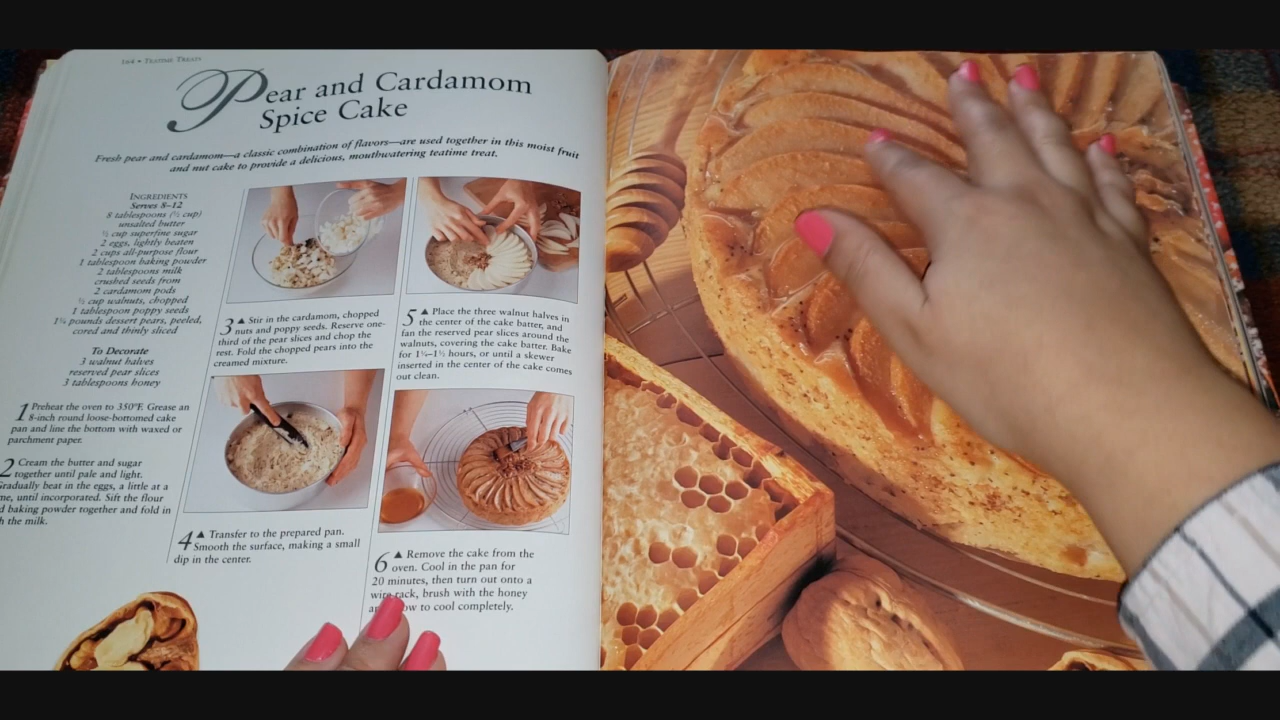 164 • Teatime Treats
Pear and Cardamom
Spice Cake
Fresh pear and cardamom—a classic combination of flavors—are used together in this moist fruit
and nut cake to provide a delicious, mouthwatering teatime treat.
Ingredients
Serves 8–12
8 tablespoons (½ cup)
unsalted butter
½ cup superfine sugar
2 eggs, lightly beaten
2 cups all-purpose flour
1 tablespoon baking powder
2 tablespoons milk
crushed seeds from
2 cardamom pods
½ cup walnuts, chopped
1 tablespoon poppy seeds
1¼ pounds dessert pears, peeled,
cored and thinly sliced
To Decorate
3 walnut halves
reserved pear slices
3 tablespoons honey
1 Preheat the oven to 350°F. Grease an
8-inch round loose-bottomed cake
pan and line the bottom with waxed or
parchment paper.
2 Cream the butter and sugar
together until pale and light.
Gradually beat in the eggs, a little at a
me, until incorporated. Sift the flour
d baking powder together and fold in
h the milk.
3 ▲ Stir in the cardamom, chopped
nuts and poppy seeds. Reserve one-
third of the pear slices and chop the
rest. Fold the chopped pears into the
creamed mixture.
4 ▲ Transfer to the prepared pan.
Smooth the surface, making a small
dip in the center.
5 ▲ Place the three walnut halves in
the center of the cake batter, and
fan the reserved pear slices around the
walnuts, covering the cake batter. Bake
for 1¼–1½ hours, or until a skewer
inserted in the center of the cake comes
out clean.
6 ▲ Remove the cake from the
oven. Cool in the pan for
20 minutes, then turn out onto a
wire rack, brush with the honey
ow to cool completely.